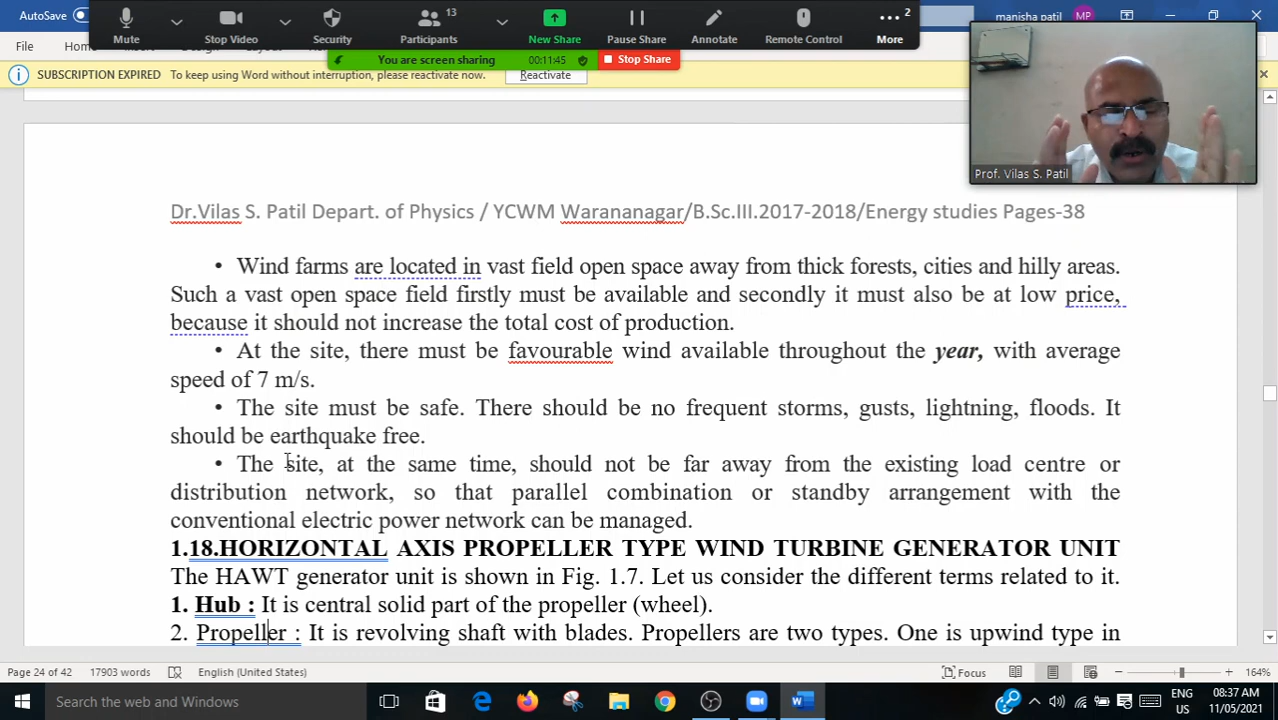 AutoSave
Mute
Stop Video
Security
13
Participants
New Share
Pause Share
Annotate
Remote Control
2
More
manisha patil
MP
File
You are screen sharing
00:11:45
Stop Share
SUBSCRIPTION EXPIRED
To keep using Word without interruption, please reactivate now.
Reactivate
Prof. Vilas S. Patil
Dr.Vilas S. Patil Depart. of Physics / YCWM Warananagar/B.Sc.III.2017-2018/Energy studies Pages-38
• Wind farms are located in vast field open space away from thick forests, cities and hilly areas.
Such a vast open space field firstly must be available and secondly it must also be at low price,
because it should not increase the total cost of production.
• At the site, there must be favourable wind available throughout the year, with average
speed of 7 m/s.
• The site must be safe. There should be no frequent storms, gusts, lightning, floods. It
should be earthquake free.
• The site, at the same time, should not be far away from the existing load centre or
distribution network, so that parallel combination or standby arrangement with the
conventional electric power network can be managed.
1.18.HORIZONTAL AXIS PROPELLER TYPE WIND TURBINE GENERATOR UNIT
The HAWT generator unit is shown in Fig. 1.7. Let us consider the different terms related to it.
1. Hub : It is central solid part of the propeller (wheel).
2. Propeller : It is revolving shaft with blades. Propellers are two types. One is upwind type in
Page 24 of 42
17903 words
English (United States)
Focus
164%
Search the web and Windows
ENG
US
08:37 AM
11/05/2021